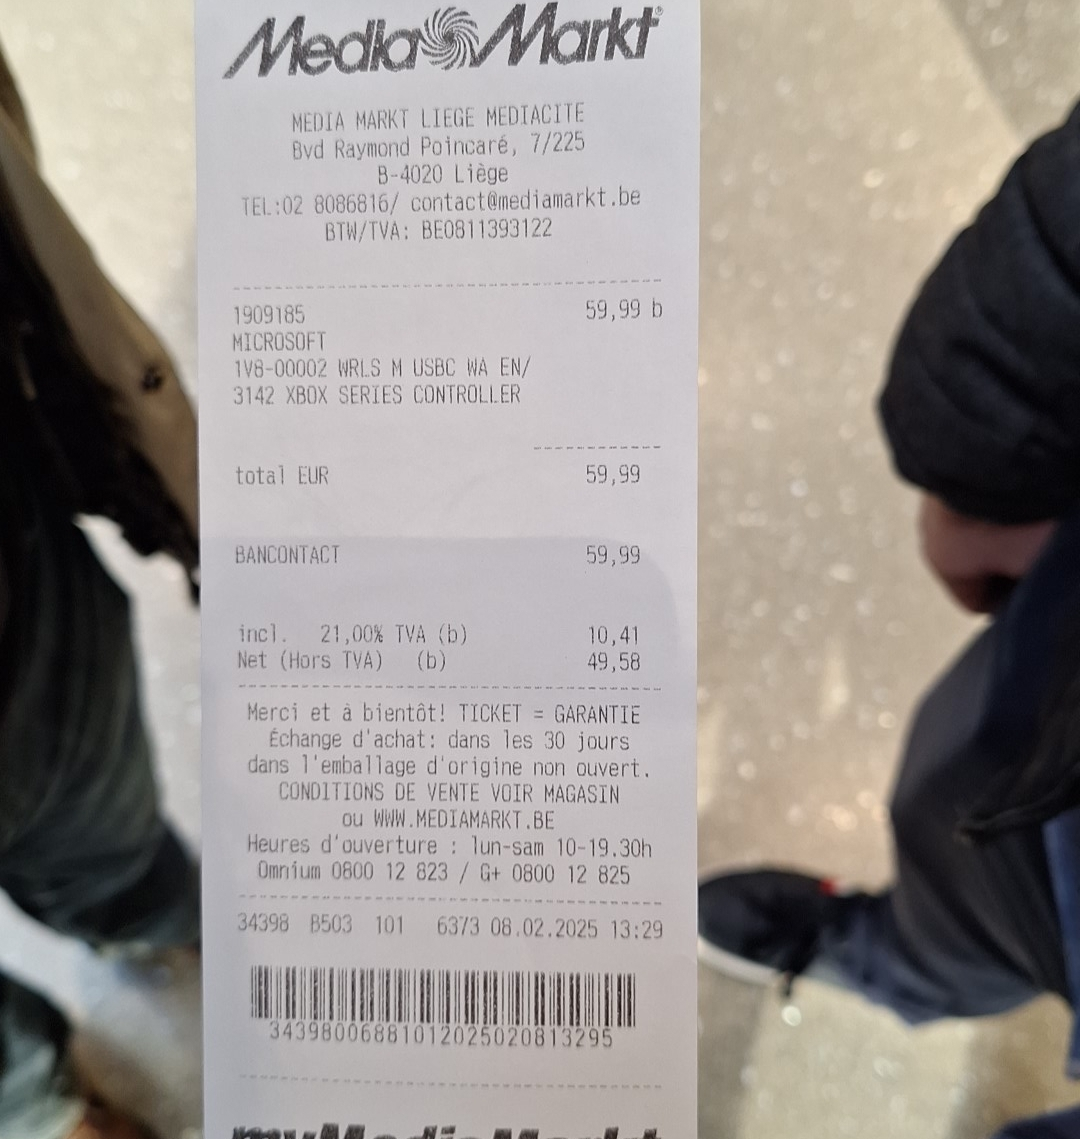 MediaMarkt®
MEDIA MARKT LIEGE MEDIACITE
Bvd Raymond Poincaré, 7/225
B-4020 Liège
TEL:02 8086816/ contact@mediamarkt.be
BTW/TVA: BE0811393122
1909185 59,99 b
MICROSOFT
1V8-00002 WRLS M USBC WA EN/
3142 XBOX SERIES CONTROLLER
total EUR 59,99
BANCONTACT 59,99
incl. 21,00% TVA (b) 10,41
Net (Hors TVA) (b) 49,58
Merci et à bientôt! TICKET = GARANTIE
Échange d'achat: dans les 30 jours
dans l'emballage d'origine non ouvert.
CONDITIONS DE VENTE VOIR MAGASIN
ou WWW.MEDIAMARKT.BE
Heures d'ouverture : lun-sam 10-19.30h
Omnium 0800 12 823 / G+ 0800 12 825
34398 B503 101 6373 08.02.2025 13:29
34398006881012025020813295
myMediaMarkt